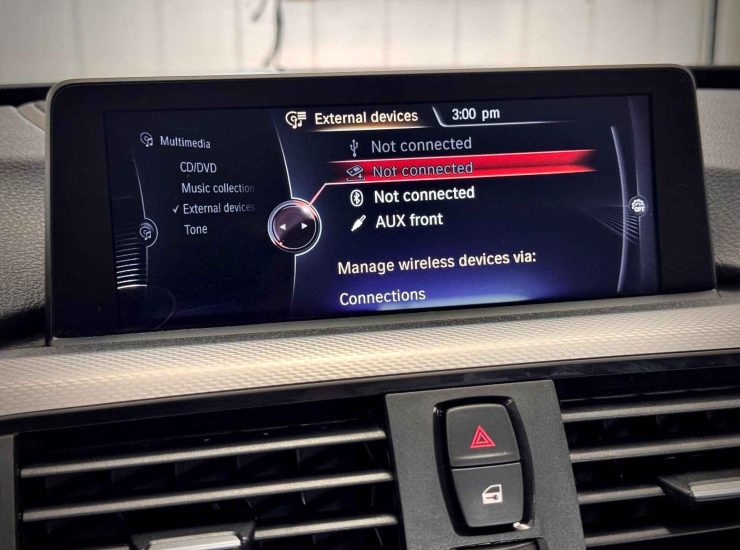 External devices
3:00 pm
Multimedia
CD/DVD
Music collection
External devices
Tone
Not connected
Not connected
Not connected
AUX front
Manage wireless devices via:
Connections